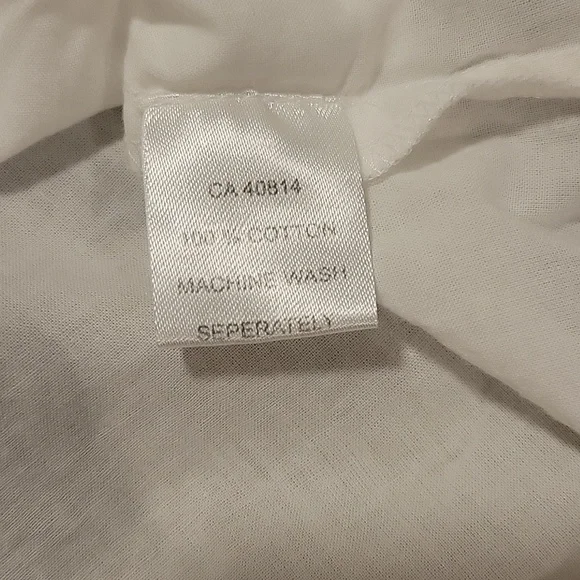 CA 40814
100 % COTTON
MACHINE WASH
SEPERATELY